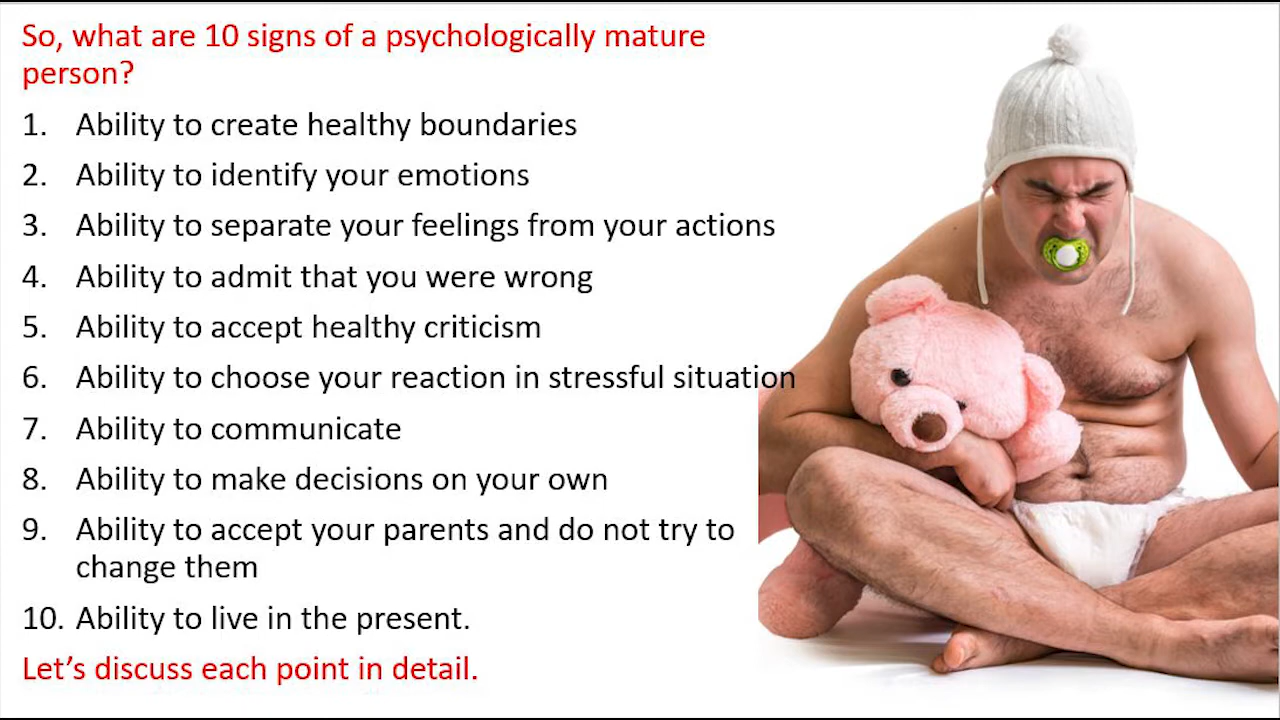 So, what are 10 signs of a psychologically mature
person?
1. Ability to create healthy boundaries
2. Ability to identify your emotions
3. Ability to separate your feelings from your actions
4. Ability to admit that you were wrong
5. Ability to accept healthy criticism
6. Ability to choose your reaction in stressful situation
7. Ability to communicate
8. Ability to make decisions on your own
9. Ability to accept your parents and do not try to
change them
10. Ability to live in the present.
Let’s discuss each point in detail.